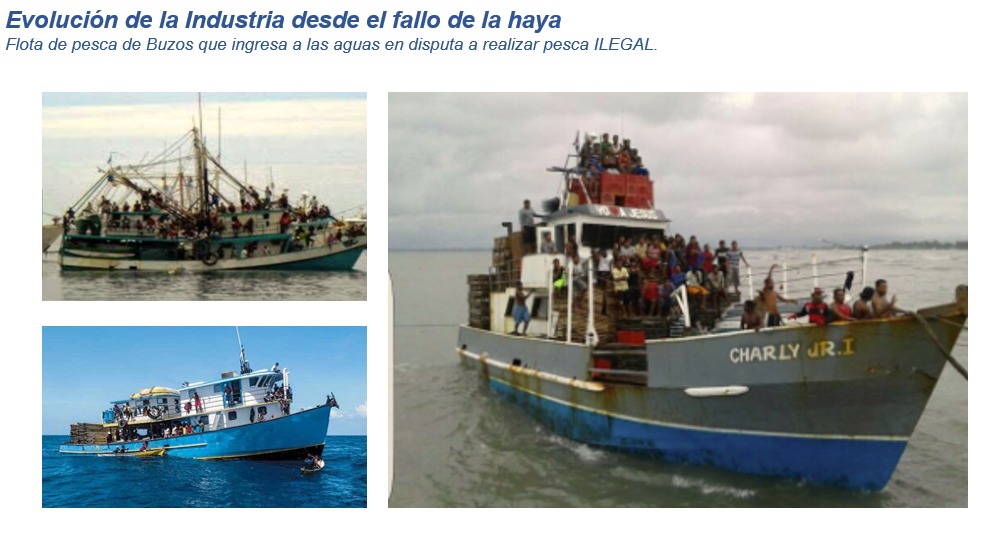 Evolución de la Industria desde el fallo de la haya
Flota de pesca de Buzos que ingresa a las aguas en disputa a realizar pesca ILEGAL.
CHARLY JR.I